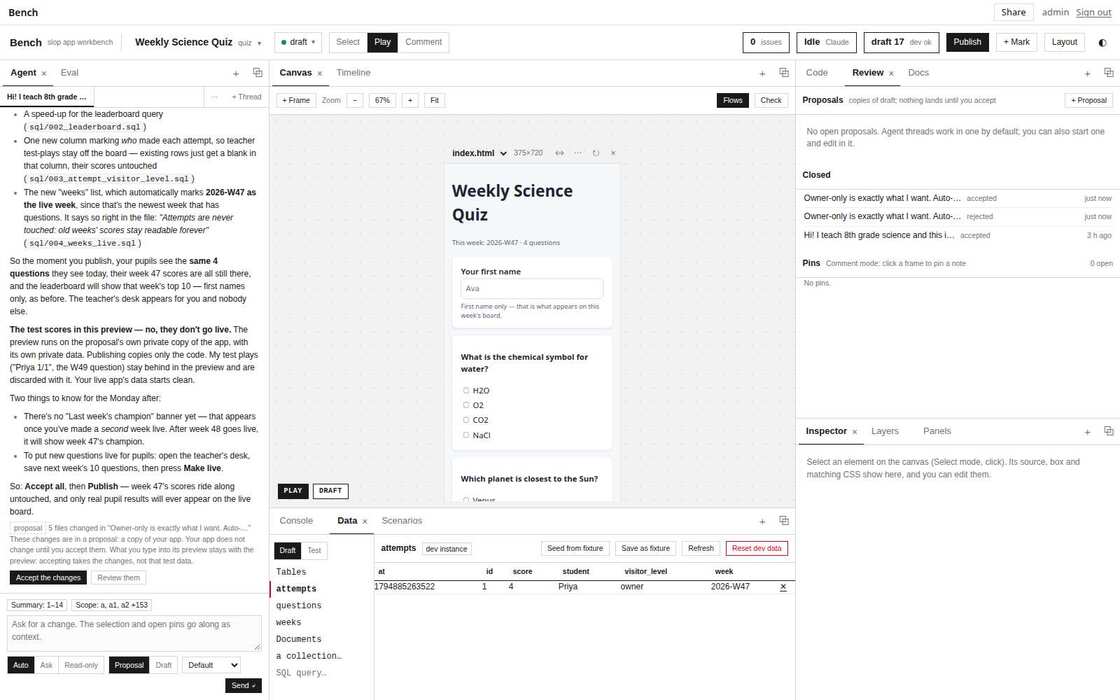 Bench
Share admin Sign out
Bench slop app workbench Weekly Science Quiz quiz ▾ draft ▾ Select Play Comment 0 issues Idle Claude draft 17 dev ok Publish + Mark Layout
Agent × Eval +
Hi! I teach 8th grade … ⋯ + Thread
• A speed-up for the leaderboard query
(sql/002_leaderboard.sql)
• One new column marking who made each attempt, so teacher
test-plays stay off the board — existing rows just get a blank in
that column, their scores untouched
(sql/003_attempt_visitor_level.sql)
• The new "weeks" list, which automatically marks 2026-W47 as
the live week, since that's the newest week that has
questions. It says so right in the file: "Attempts are never
touched: old weeks' scores stay readable forever"
(sql/004_weeks_live.sql)
So the moment you publish, your pupils see the same 4
questions they see today, their week 47 scores are all still there,
and the leaderboard will show that week's top 10 — first names
only, as before. The teacher's desk appears for you and nobody
else.
The test scores in this preview — no, they don't go live. The
preview runs on the proposal's own private copy of the app, with
its own private data. Publishing copies only the code. My test plays
("Priya 1/1", the W49 question) stay behind in the preview and are
discarded with it. Your live app's data starts clean.
Two things to know for the Monday after:
• There's no "Last week's champion" banner yet — that appears
once you've made a second week live. After week 48 goes live,
it will show week 47's champion.
• To put new questions live for pupils: open the teacher's desk,
save next week's 10 questions, then press Make live.
So: Accept all, then Publish — week 47's scores ride along
untouched, and only real pupil results will ever appear on the live
board.
proposal 5 files changed in "Owner-only is exactly what I want. Auto-…"
These changes are in a proposal: a copy of your app. Your app does not
change until you accept them. What you type into its preview stays with the
preview: accepting takes the changes, not that test data.
Accept the changes Review them
Summary: 1–14 Scope: a, a1, a2 +153
Ask for a change. The selection and open pins go along as
context.
Auto Ask Read-only Proposal Draft Default
Send
Canvas × Timeline +
+ Frame Zoom − 67% + Fit Flows Check
index.html 375×720 ⋯ ×
Weekly Science
Quiz
This week: 2026-W47 · 4 questions
Your first name
Ava
First name only — that is what appears on this
week's board.
What is the chemical symbol for
water?
H2O
O2
CO2
NaCl
Which planet is closest to the Sun?
Venus
PLAY DRAFT
Console Data × Scenarios +
Draft Test
Tables
attempts
questions
weeks
Documents
a collection…
SQL query…
attempts dev instance Seed from fixture Save as fixture Refresh Reset dev data
at id score student visitor_level week
1794885263522 1 4 Priya owner 2026-W47 ×
Code Review × Docs +
Proposals copies of draft; nothing lands until you accept + Proposal
No open proposals. Agent threads work in one by default; you can also start one
and edit in it.
Closed
Owner-only is exactly what I want. Auto-… accepted just now
Owner-only is exactly what I want. Auto-… rejected just now
Hi! I teach 8th grade science and this i… accepted 3 h ago
Pins Comment mode: click a frame to pin a note 0 open
No pins.
Inspector × Layers Panels +
Select an element on the canvas (Select mode, click). Its source, box and
matching CSS show here, and you can edit them.